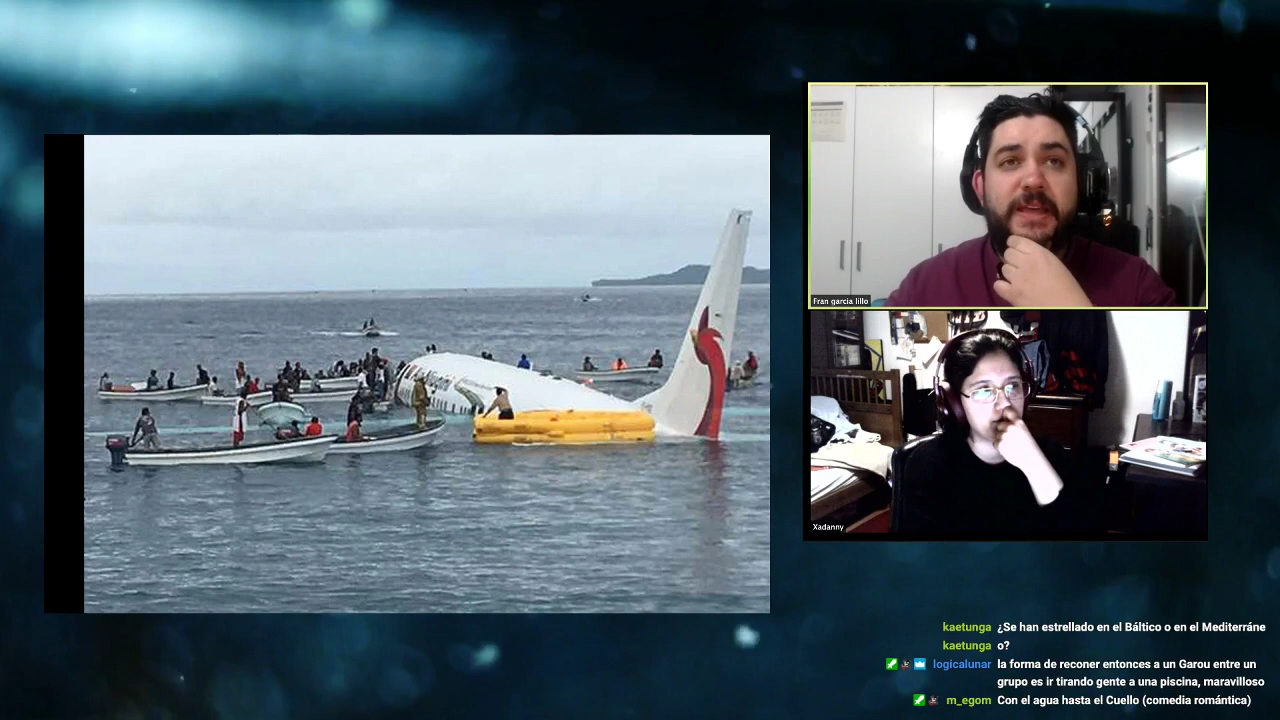 Fran garcia lillo
Xadanny
kaetunga ¿Se han estrellado en el Báltico o en el Mediterráne
kaetunga o?
logicalunar la forma de reconer entonces a un Garou entre un
grupo es ir tirando gente a una piscina, maravilloso
m_egom Con el agua hasta el Cuello (comedia romántica)